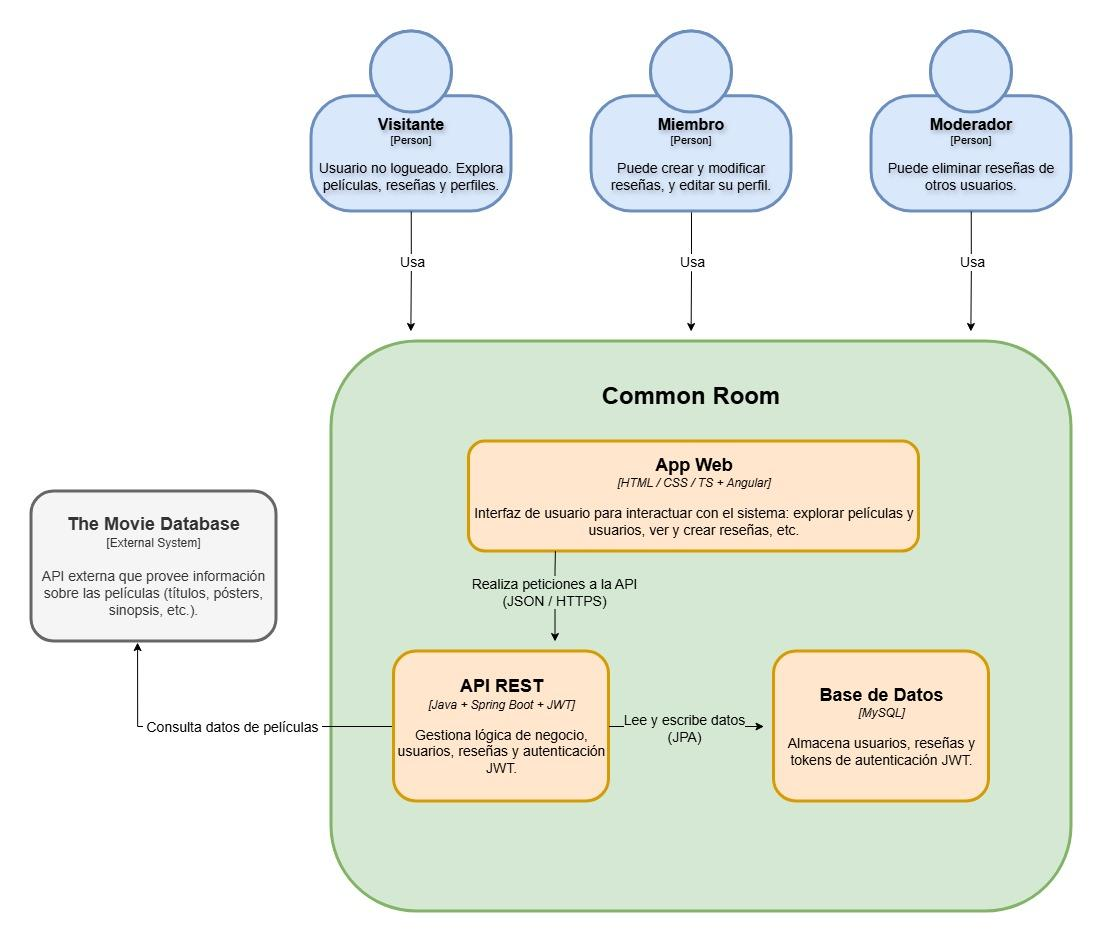 Visitante
[Person]
Usuario no logueado. Explora
películas, reseñas y perfiles.
Miembro
[Person]
Puede crear y modificar
reseñas, y editar su perfil.
Moderador
[Person]
Puede eliminar reseñas de
otros usuarios.
Usa
Usa
Usa
Common Room
App Web
[HTML / CSS / TS + Angular]
Interfaz de usuario para interactuar con el sistema: explorar películas y
usuarios, ver y crear reseñas, etc.
The Movie Database
[External System]
API externa que provee información
sobre las películas (títulos, pósters,
sinopsis, etc.).
Realiza peticiones a la API
(JSON / HTTPS)
API REST
[Java + Spring Boot + JWT]
Gestiona lógica de negocio,
usuarios, reseñas y autenticación
JWT.
Consulta datos de películas
Lee y escribe datos
(JPA)
Base de Datos
[MySQL]
Almacena usuarios, reseñas y
tokens de autenticación JWT.